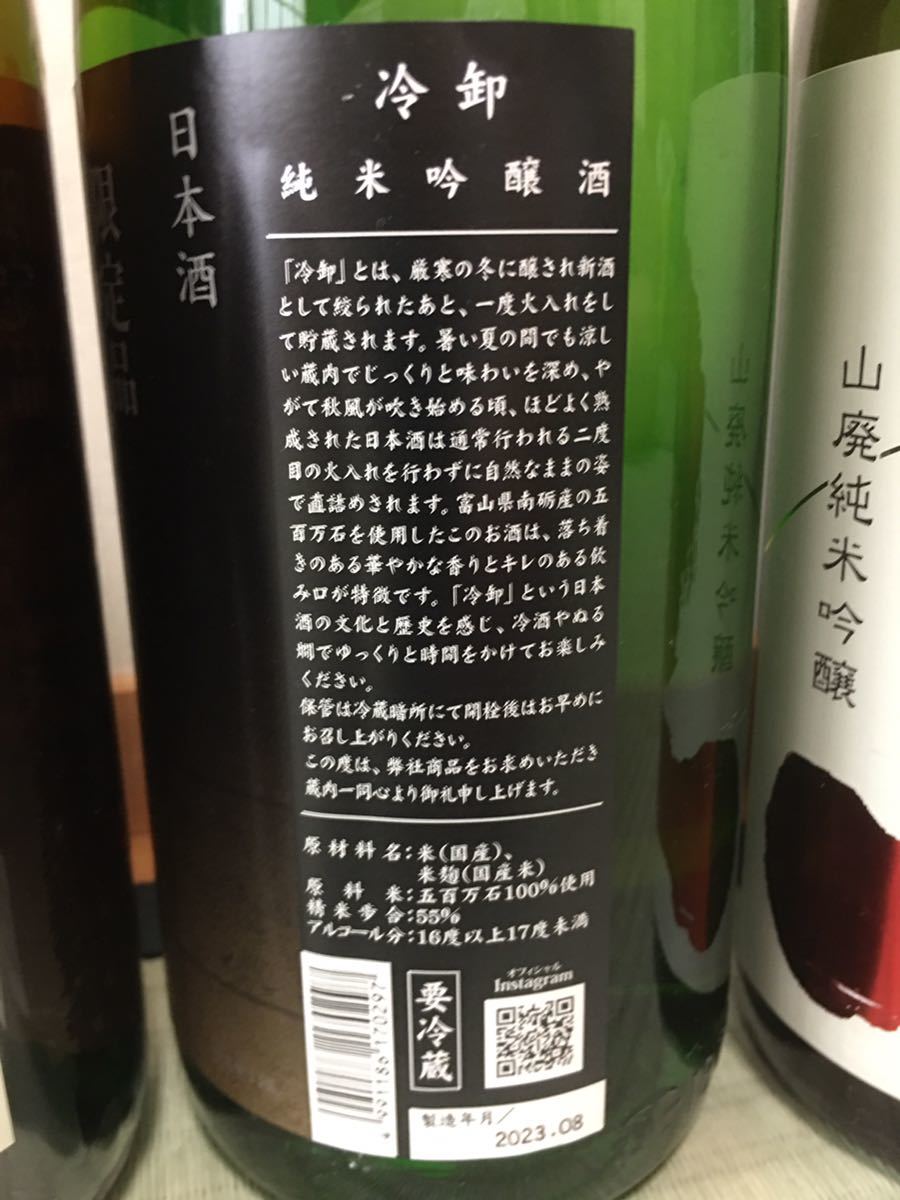 冷卸
純米吟醸酒
「冷卸」とは、厳寒の冬に醸され新酒
として絞られたあと、一度火入れをし
て貯蔵されます。暑い夏の間でも涼し
い蔵内でじっくりと味わいを深め、や
がて秋風が吹き始める頃、ほどよく熟
成された日本酒は通常行われる二度
目の火入れを行わずに自然なままの姿
で直詰めされます。富山県南砺産の五
百万石を使用したこのお酒は、落ち着
きのある華やかな香りとキレのある飲
み口が特徴です。「冷卸」という日本
酒の文化と歴史を感じ、冷酒やぬる
燗でゆっくりと時間をかけてお楽しみ
ください。
保管は冷蔵暗所にて開栓後はお早めに
お召し上がりください。
この度は、弊社商品をお求めいただき
蔵内一同心より御礼申し上げます。
原材料名：米（国産）、
米麹（国産米）
原料米：五百万石100％使用
精米歩合：55％
アルコール分：16度以上17度未満
要冷蔵
オフィシャル
Instagram
製造年月／
2023.08
日本酒
限定品
山廃純米吟醸
山廃純米吟醸